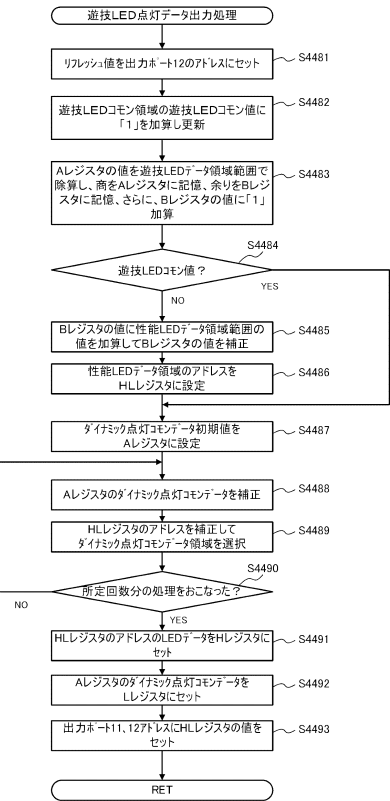 遊技LED点灯データ出力処理
リフレッシュ値を出力ポート12のアドレスにセット
S4481
遊技LEDコモン領域の遊技LEDコモン値に
「1」を加算し更新
S4482
Aレジスタの値を遊技LEDデータ領域範囲で
除算し、商をAレジスタに記憶、余りをBレジ
スタに記憶、さらに、Bレジスタの値に「1」
加算
S4483
遊技LEDコモン値？
S4484
YES
NO
Bレジスタの値に性能LEDデータ領域範囲の
値を加算してBレジスタの値を補正
S4485
性能LEDデータ領域のアドレスを
HLレジスタに設定
S4486
ダイナミック点灯コモンデータ初期値を
Aレジスタに設定
S4487
Aレジスタのダイナミック点灯コモンデータを補正
S4488
HLレジスタのアドレスを補正して
ダイナミック点灯コモンデータ領域を選択
S4489
所定回数分の処理をおこなった？
S4490
NO
YES
HLレジスタのアドレスのLEDデータをHレジスタに
セット
S4491
Aレジスタのダイナミック点灯コモンデータを
Lレジスタにセット
S4492
出力ポート11、12アドレスにHLレジスタの値を
セット
S4493
RET